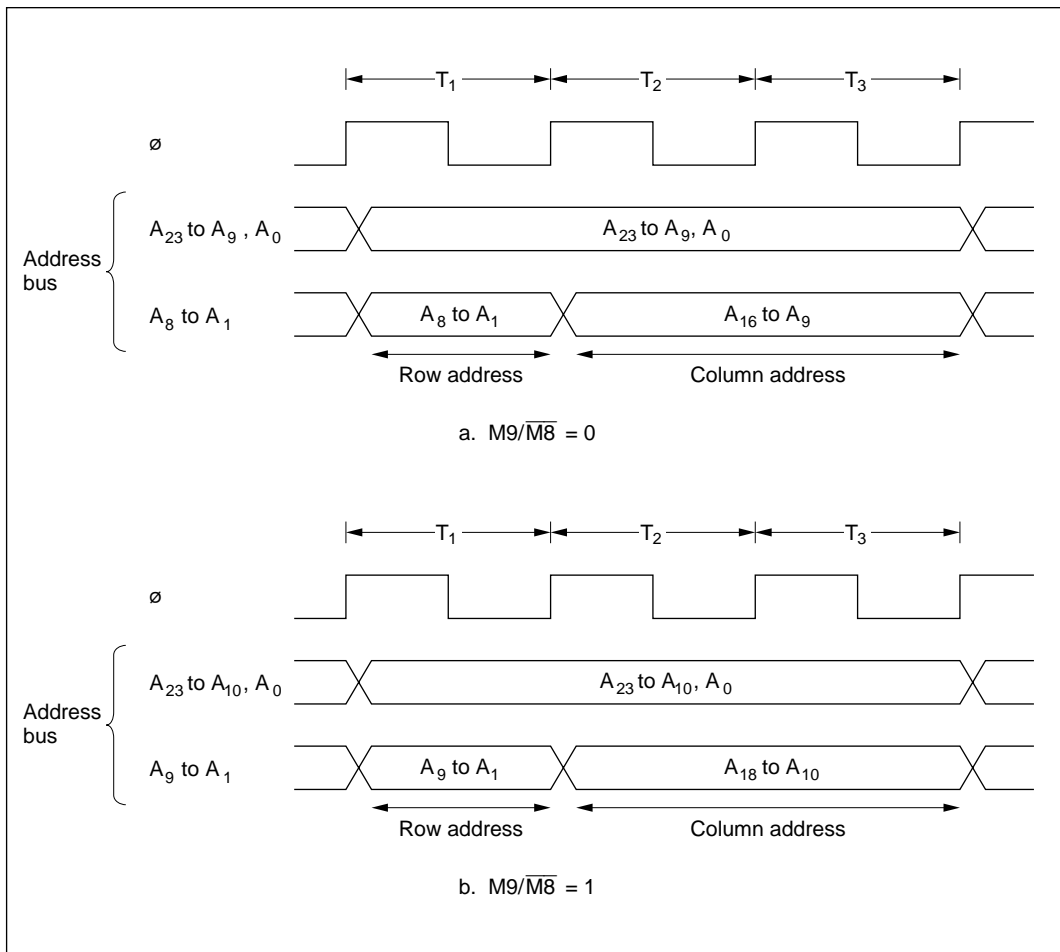 T₁ T₂ T₃
ø
Address bus
A₂₃ to A₉ , A₀
A₂₃ to A₉, A₀
A₈ to A₁
A₈ to A₁
A₁₆ to A₉
Row address
Column address
a. M9/M̅8̅ = 0
T₁ T₂ T₃
ø
Address bus
A₂₃ to A₁₀, A₀
A₂₃ to A₁₀, A₀
A₉ to A₁
A₉ to A₁
A₁₈ to A₁₀
Row address
Column address
b. M9/M̅8̅ = 1